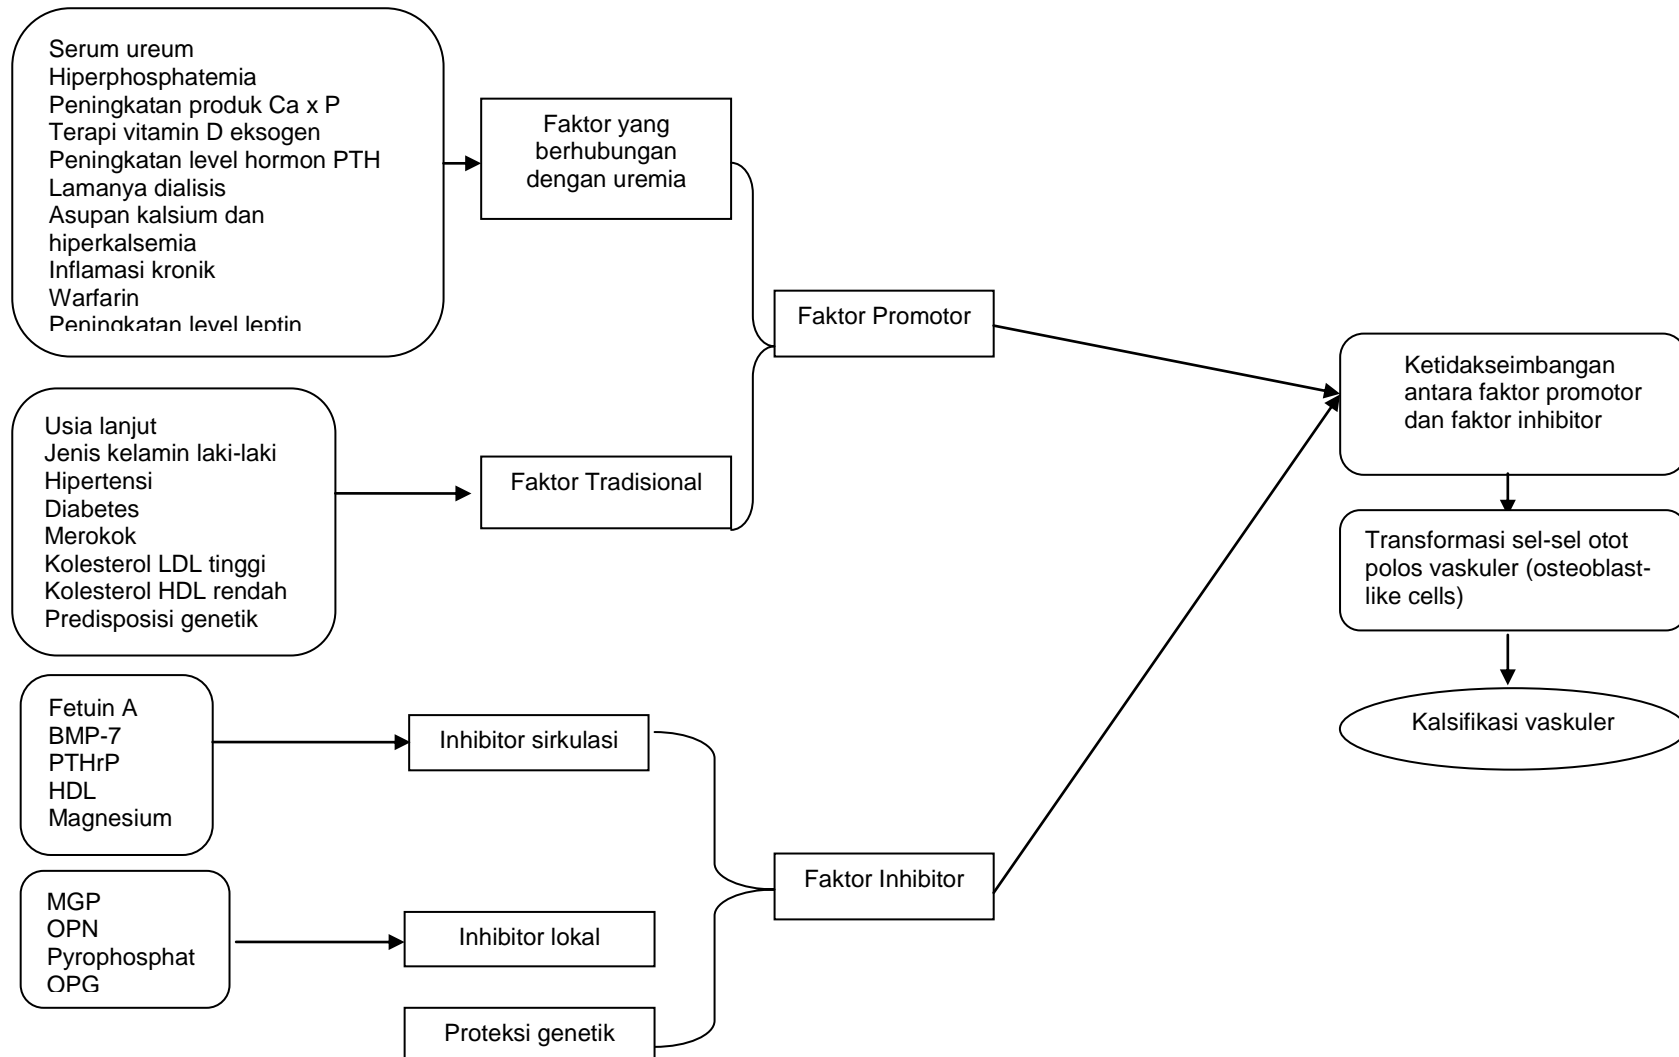 Serum ureum
Hiperphosphatemia
Peningkatan produk Ca x P
Terapi vitamin D eksogen
Peningkatan level hormon PTH
Lamanya dialisis
Asupan kalsium dan
hiperkalsemia
Inflamasi kronik
Warfarin
Peningkatan level leptin
Faktor yang
berhubungan
dengan uremia
Faktor Promotor
Usia lanjut
Jenis kelamin laki-laki
Hipertensi
Diabetes
Merokok
Kolesterol LDL tinggi
Kolesterol HDL rendah
Predisposisi genetik
Faktor Tradisional
Ketidakseimbangan
antara faktor promotor
dan faktor inhibitor
Transformasi sel-sel otot
polos vaskuler (osteoblast-
like cells)
Kalsifikasi vaskuler
Fetuin A
BMP-7
PTHrP
HDL
Magnesium
Inhibitor sirkulasi
Faktor Inhibitor
MGP
OPN
Pyrophosphat
OPG
Inhibitor lokal
Proteksi genetik